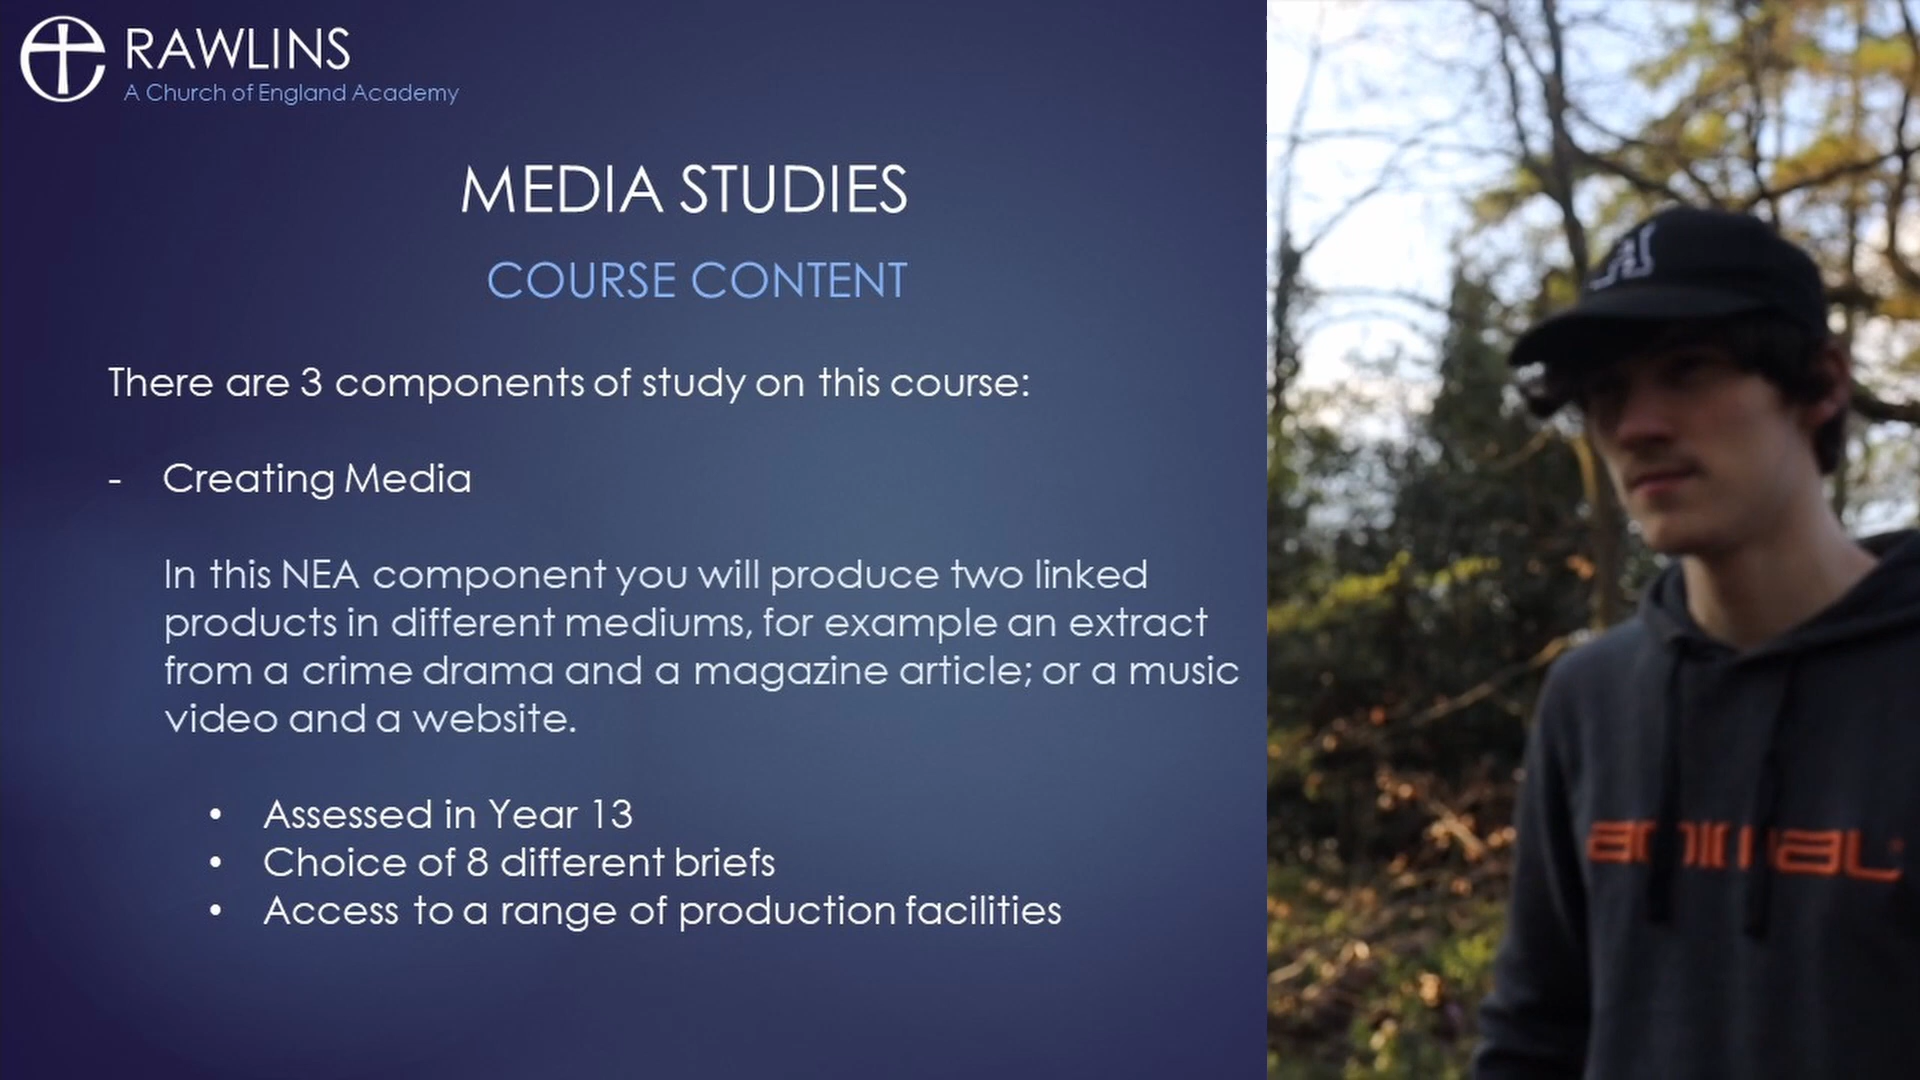 RAWLINS
A Church of England Academy
MEDIA STUDIES
COURSE CONTENT
There are 3 components of study on this course:
- Creating Media
In this NEA component you will produce two linked
products in different mediums, for example an extract
from a crime drama and a magazine article; or a music
video and a website.
• Assessed in Year 13
• Choice of 8 different briefs
• Access to a range of production facilities
animal